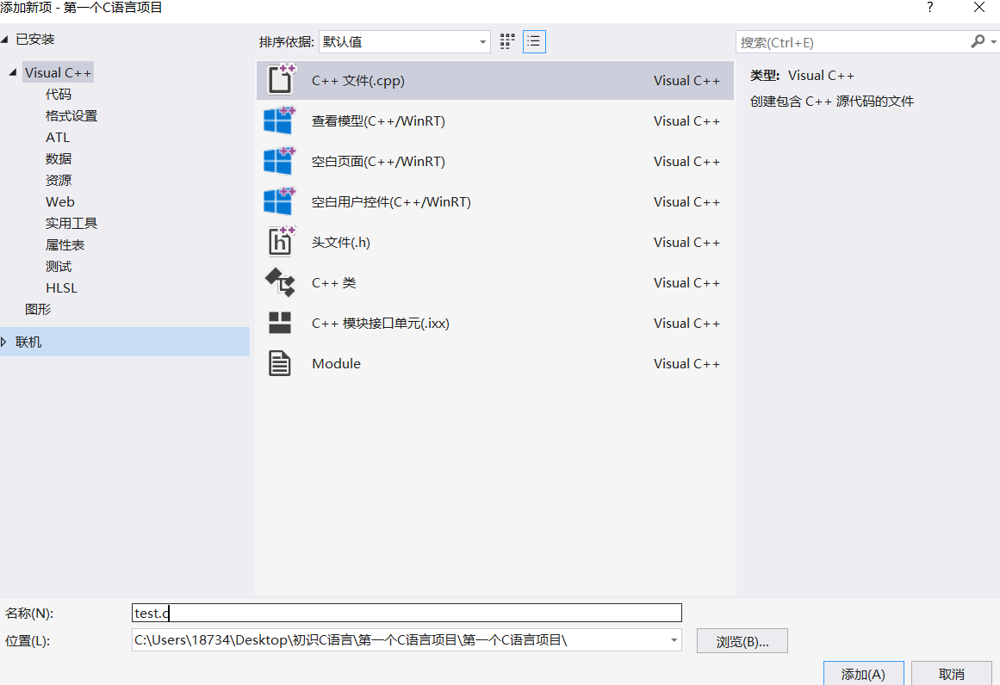 添加新项 - 第一个C语言项目 ?
已安装
Visual C++
代码
格式设置
ATL
数据
资源
Web
实用工具
属性表
测试
HLSL
图形
联机
排序依据: 默认值
C++ 文件(.cpp) Visual C++
查看模型(C++/WinRT) Visual C++
空白页面(C++/WinRT) Visual C++
空白用户控件(C++/WinRT) Visual C++
头文件(.h) Visual C++
C++ 类 Visual C++
C++ 模块接口单元(.ixx) Visual C++
Module Visual C++
搜索(Ctrl+E)
类型: Visual C++
创建包含 C++ 源代码的文件
名称(N): test.c
位置(L): C:\Users\18734\Desktop\初识C语言\第一个C语言项目\第一个C语言项目\ 浏览(B)...
添加(A) 取消